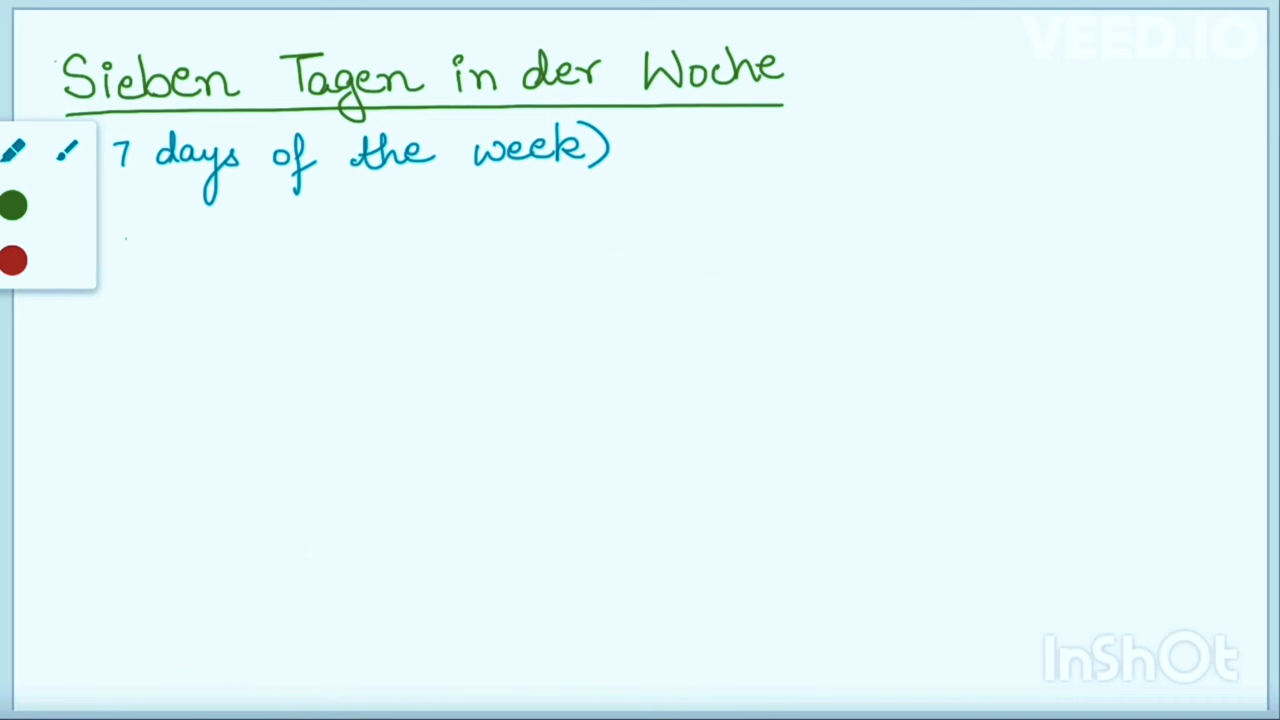 VEED.IO
Sieben Tagen in der Woche
7 days of the week)
InShOt